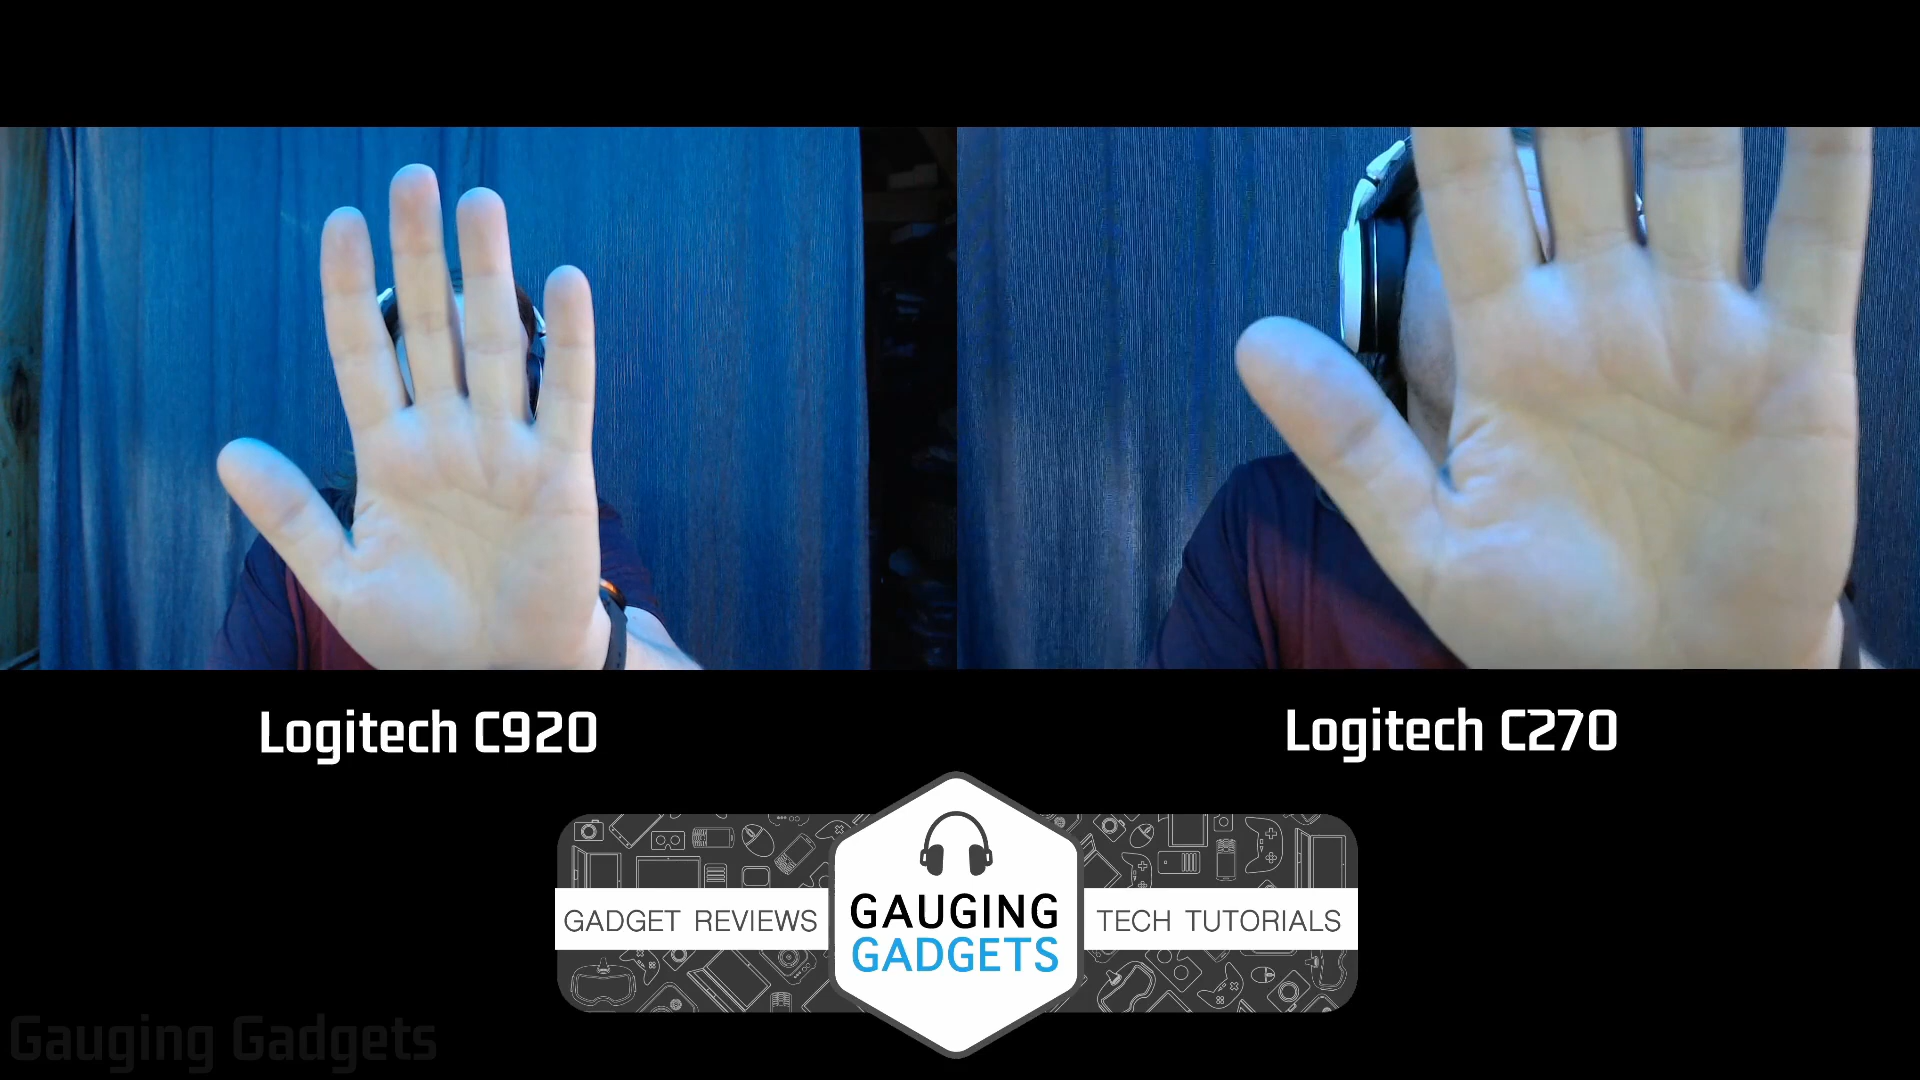 Logitech C920
Logitech C270
GADGET REVIEWS
GAUGING
GADGETS
TECH TUTORIALS
Gauging Gadgets